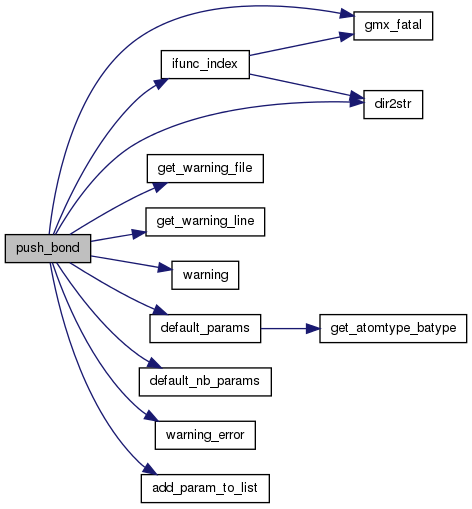 gmx_fatal
ifunc_index
dir2str
get_warning_file
get_warning_line
push_bond
warning
default_params
get_atomtype_batype
default_nb_params
warning_error
add_param_to_list